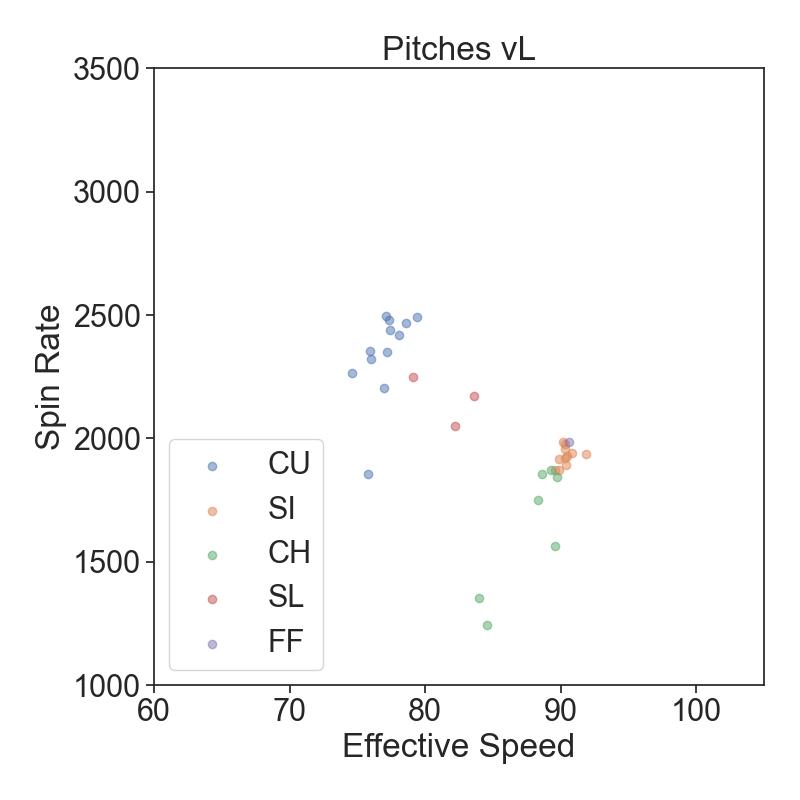 Pitches vL
3500
3000
2500
2000
1500
1000
Spin Rate
CU
SI
CH
SL
FF
60 70 80 90 100
Effective Speed